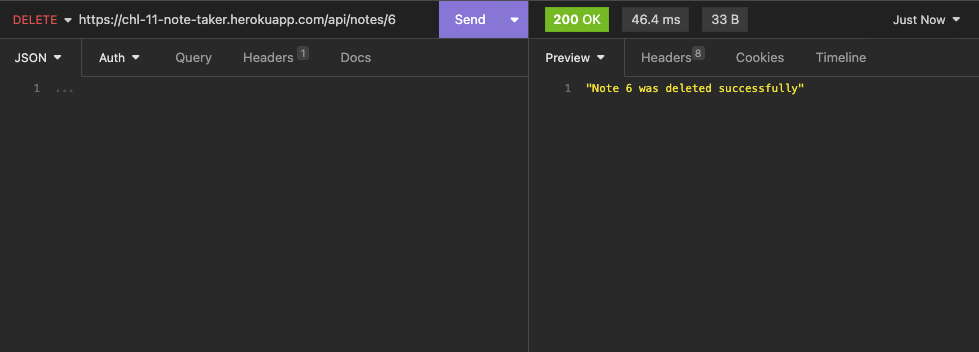 DELETE https://chl-11-note-taker.herokuapp.com/api/notes/6 Send 200 OK 46.4 ms 33 B Just Now
JSON Auth Query Headers 1 Docs Preview Headers 8 Cookies Timeline
1 ... 1 "Note 6 was deleted successfully"